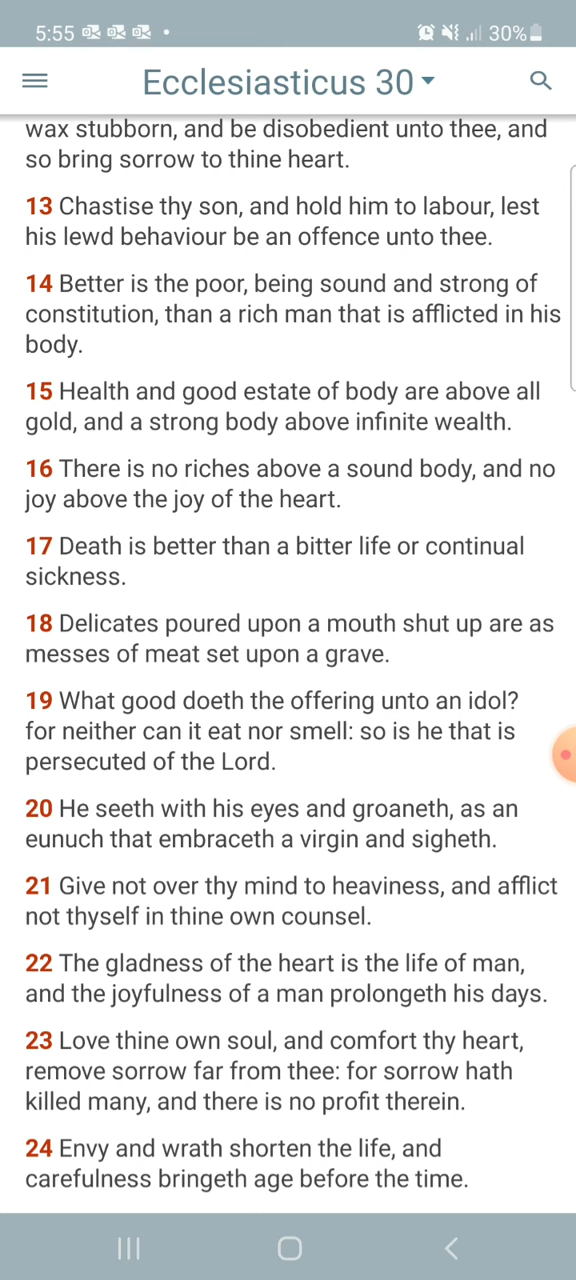 5:55
30%
Ecclesiasticus 30
wax stubborn, and be disobedient unto thee, and
so bring sorrow to thine heart.
13 Chastise thy son, and hold him to labour, lest
his lewd behaviour be an offence unto thee.
14 Better is the poor, being sound and strong of
constitution, than a rich man that is afflicted in his
body.
15 Health and good estate of body are above all
gold, and a strong body above infinite wealth.
16 There is no riches above a sound body, and no
joy above the joy of the heart.
17 Death is better than a bitter life or continual
sickness.
18 Delicates poured upon a mouth shut up are as
messes of meat set upon a grave.
19 What good doeth the offering unto an idol?
for neither can it eat nor smell: so is he that is
persecuted of the Lord.
20 He seeth with his eyes and groaneth, as an
eunuch that embraceth a virgin and sigheth.
21 Give not over thy mind to heaviness, and afflict
not thyself in thine own counsel.
22 The gladness of the heart is the life of man,
and the joyfulness of a man prolongeth his days.
23 Love thine own soul, and comfort thy heart,
remove sorrow far from thee: for sorrow hath
killed many, and there is no profit therein.
24 Envy and wrath shorten the life, and
carefulness bringeth age before the time.